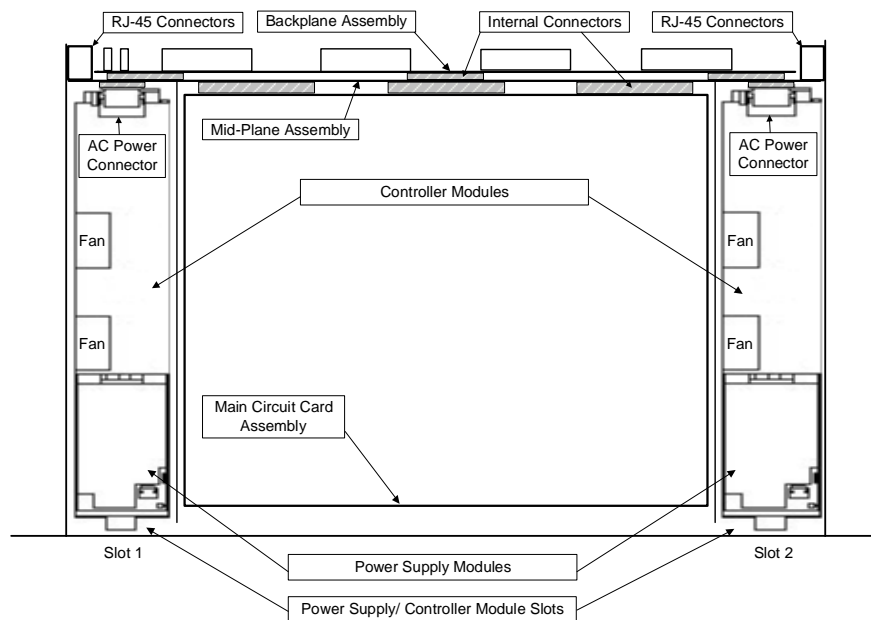 RJ-45 Connectors
Backplane Assembly
Internal Connectors
RJ-45 Connectors
Mid-Plane Assembly
AC Power
Connector
AC Power
Connector
Controller Modules
Fan
Fan
Fan
Fan
Main Circuit Card
Assembly
Slot 1
Slot 2
Power Supply Modules
Power Supply/ Controller Module Slots